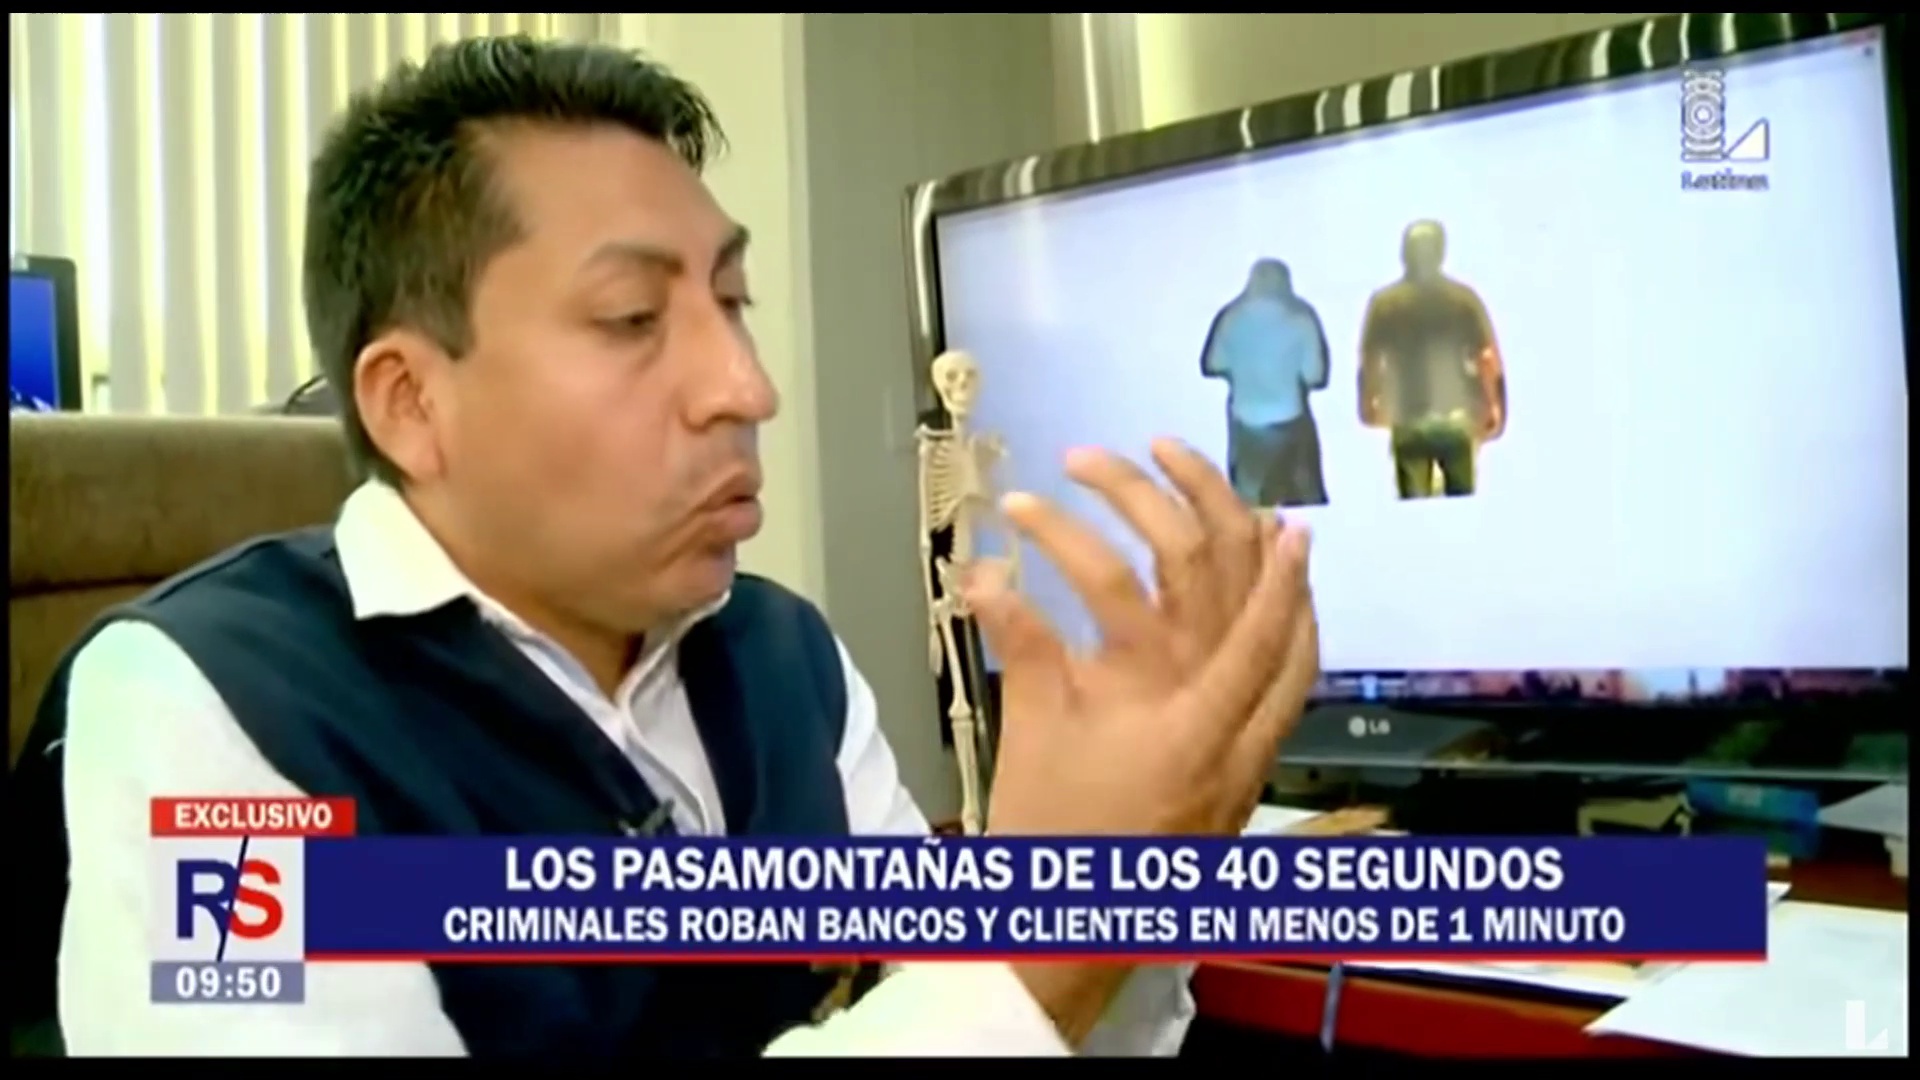 Latina
LG
EXCLUSIVO
RS
LOS PASAMONTAÑAS DE LOS 40 SEGUNDOS
CRIMINALES ROBAN BANCOS Y CLIENTES EN MENOS DE 1 MINUTO
09:50